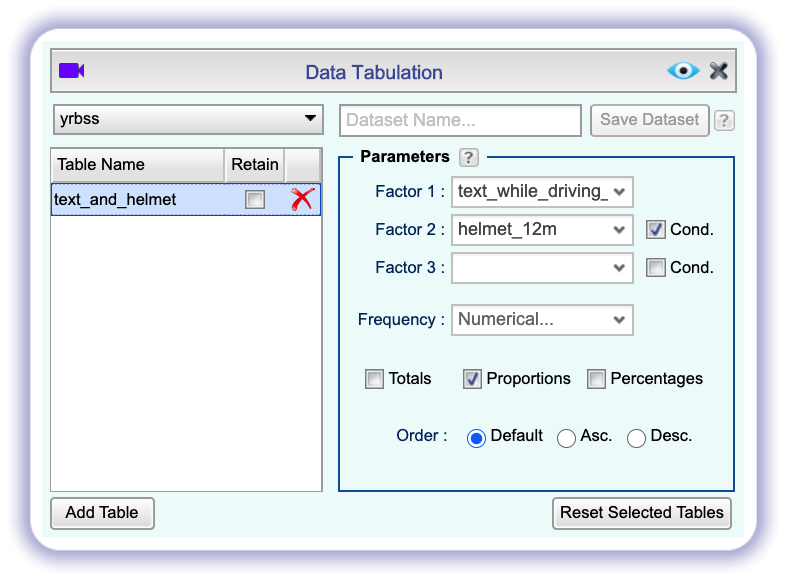 Data Tabulation
yrbss
Dataset Name...
Save Dataset
?
Table Name
Retain
text_and_helmet
Parameters ?
Factor 1 : text_while_driving_
Factor 2 : helmet_12m Cond.
Factor 3 : Cond.
Frequency : Numerical...
Totals Proportions Percentages
Order : Default Asc. Desc.
Add Table
Reset Selected Tables